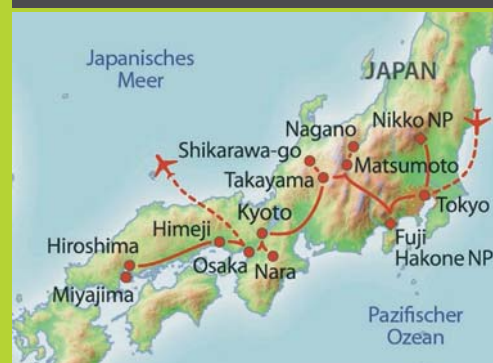 Japanisches
Meer
JAPAN
Nikko NP
Nagano
Shikarawa-go
Matsumoto
Takayama
Tokyo
Kyoto
Himeji
Fuji
Hiroshima
Hakone NP
Osaka
Nara
Miyajima
Pazifischer
Ozean